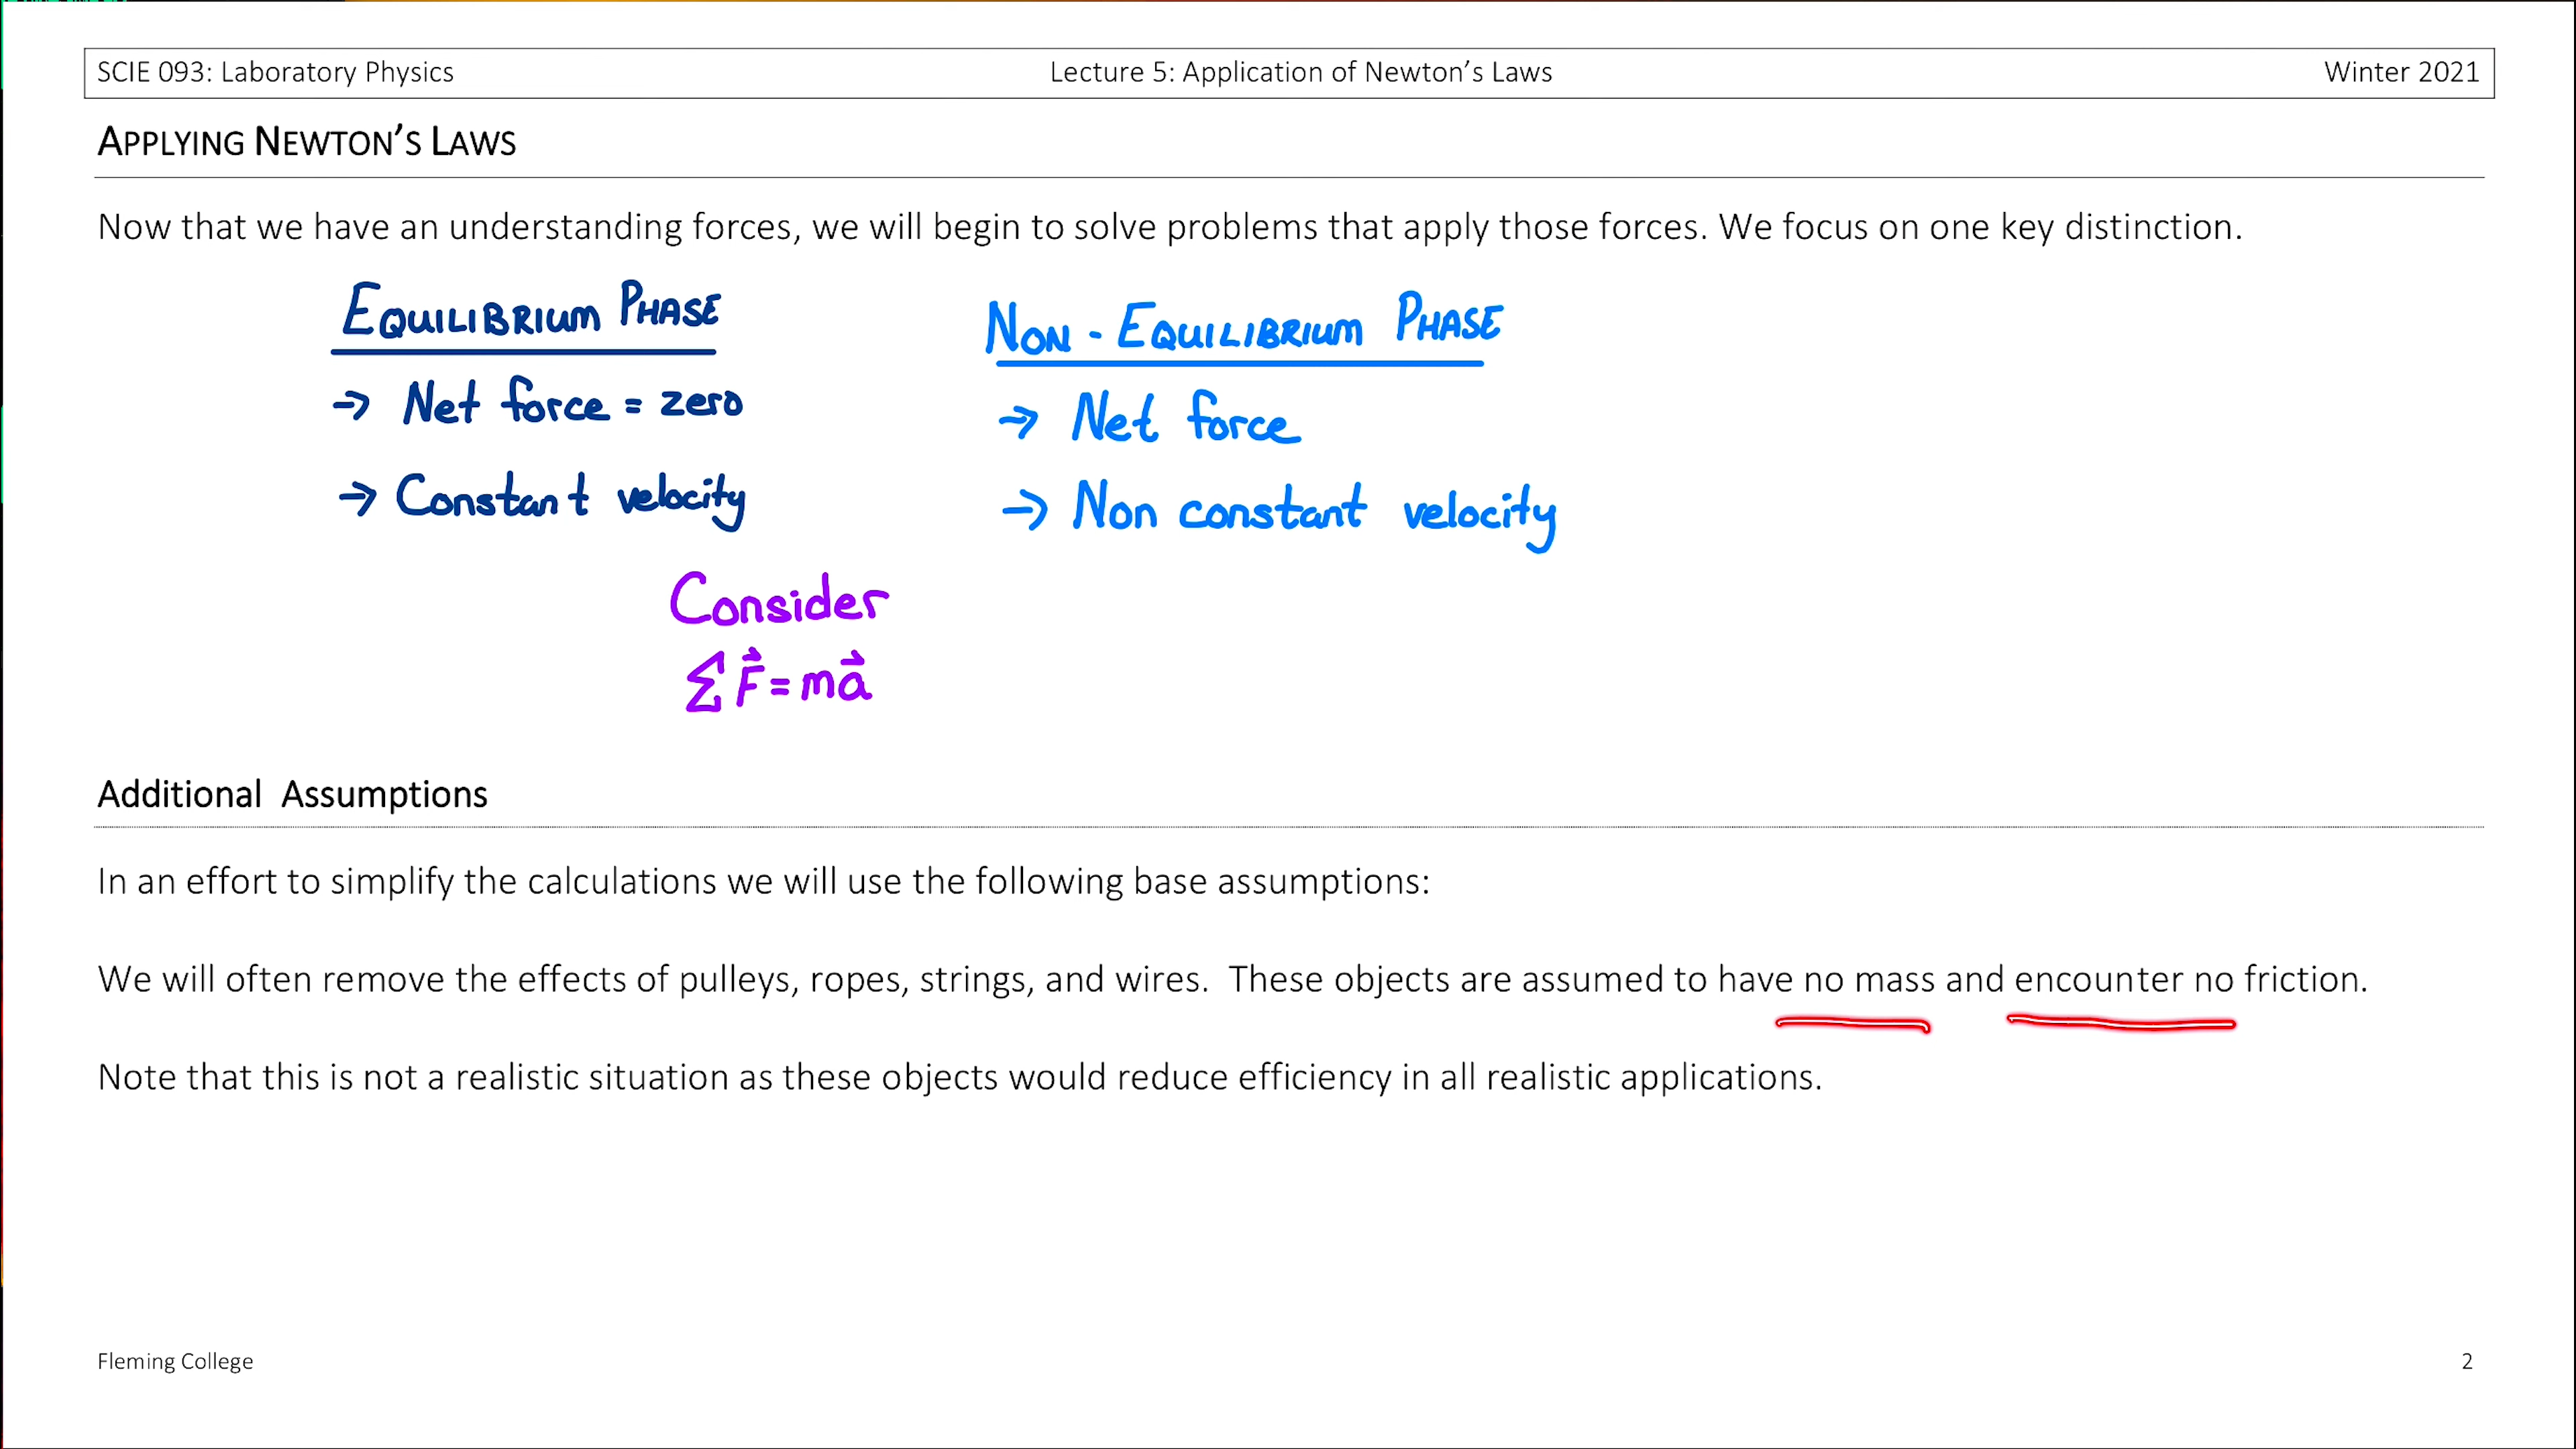 SCIE 093: Laboratory Physics Lecture 5: Application of Newton's Laws Winter 2021
APPLYING NEWTON'S LAWS
Now that we have an understanding forces, we will begin to solve problems that apply those forces. We focus on one key distinction.
EQUILIBRIUM PHASE
→ Net force = zero
→ Constant velocity
NON - EQUILIBRIUM PHASE
→ Net force
→ Non constant velocity
Consider
∑F⃗ = ma⃗
Additional Assumptions
In an effort to simplify the calculations we will use the following base assumptions:
We will often remove the effects of pulleys, ropes, strings, and wires. These objects are assumed to have no mass and encounter no friction.
Note that this is not a realistic situation as these objects would reduce efficiency in all realistic applications.
Fleming College 2